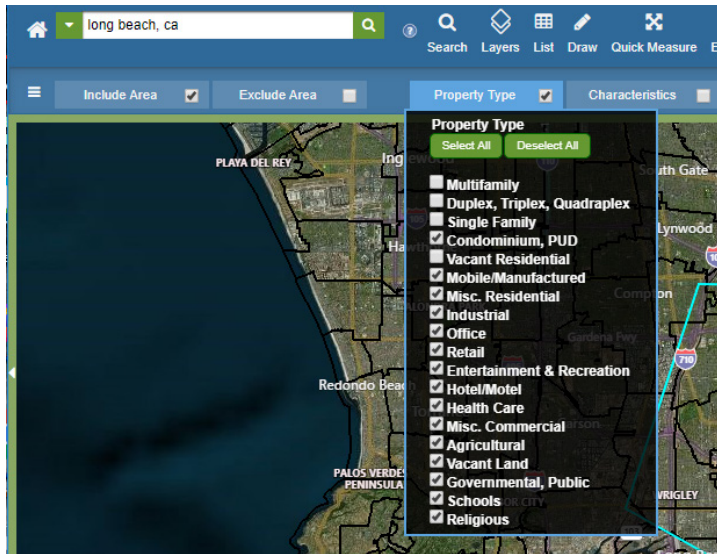 long beach, ca
Search Layers List Draw Quick Measure
Include Area Exclude Area Property Type Characteristics
Property Type
Select All Deselect All
Multifamily
Duplex, Triplex, Quadraplex
Single Family
Condominium, PUD
Vacant Residential
Mobile/Manufactured
Misc. Residential
Industrial
Office
Retail
Entertainment & Recreation
Hotel/Motel
Health Care
Misc. Commercial
Agricultural
Vacant Land
Governmental, Public
Schools
Religious
PLAYA DEL REY
South Gate
Lynwood
Compton
Gardena Fwy
710
Redondo Beach
PALOS VERDES
PENINSULA
WRIGLEY